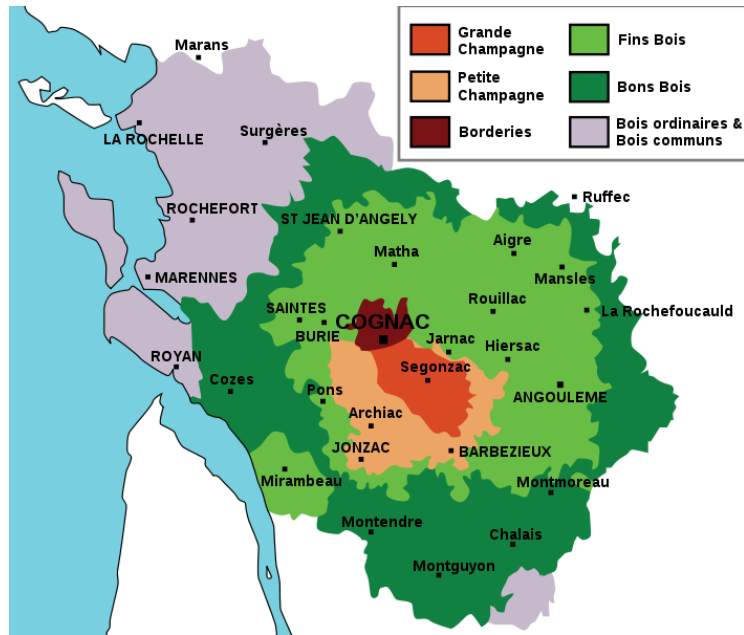 Grande
Champagne
Fins Bois
Petite
Champagne
Bons Bois
Borderies
Bois ordinaires &
Bois communs
Marans
LA ROCHELLE
Surgères
Ruffec
ROCHEFORT
ST JEAN D'ANGELY
Aigre
Matha
MARENNES
Mansles
SAINTES
Rouillac
La Rochefoucauld
COGNAC
BURIE
Jarnac
Hiersac
ROYAN
Segonzac
Cozes
Pons
ANGOULEME
Archiac
JONZAC
BARBEZIEUX
Mirambeau
Montmoreau
Montendre
Chalais
Montguyon